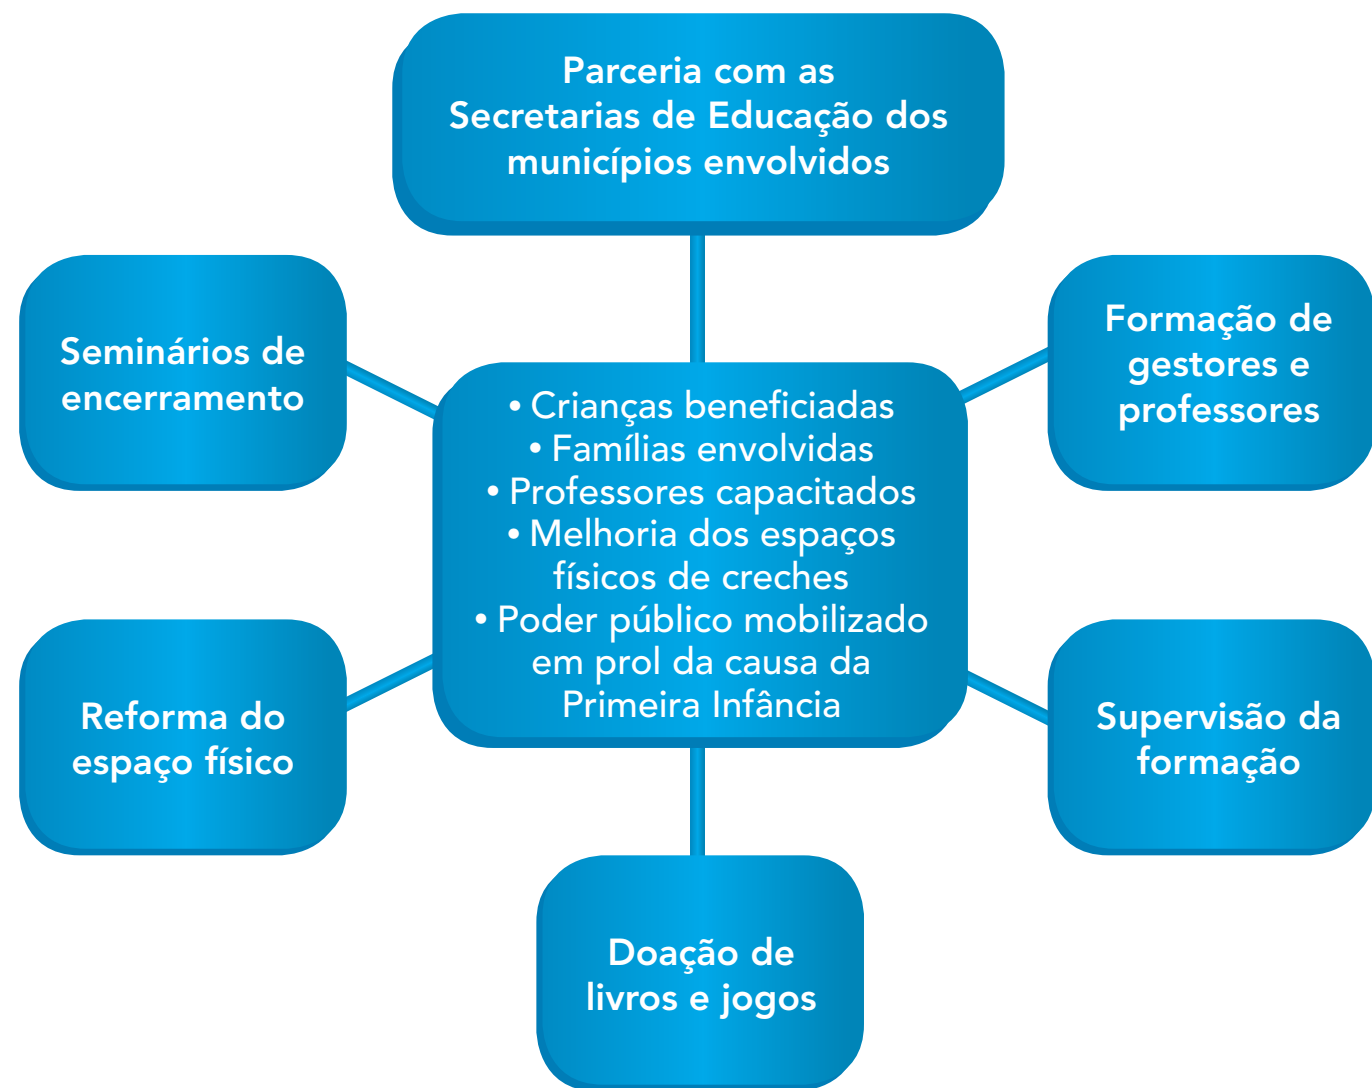 Parceria com as
Secretarias de Educação dos
municípios envolvidos
Seminários de
encerramento
Formação de
gestores e
professores
• Crianças beneficiadas
• Famílias envolvidas
• Professores capacitados
• Melhoria dos espaços
físicos de creches
• Poder público mobilizado
em prol da causa da
Primeira Infância
Reforma do
espaço físico
Supervisão da
formação
Doação de
livros e jogos